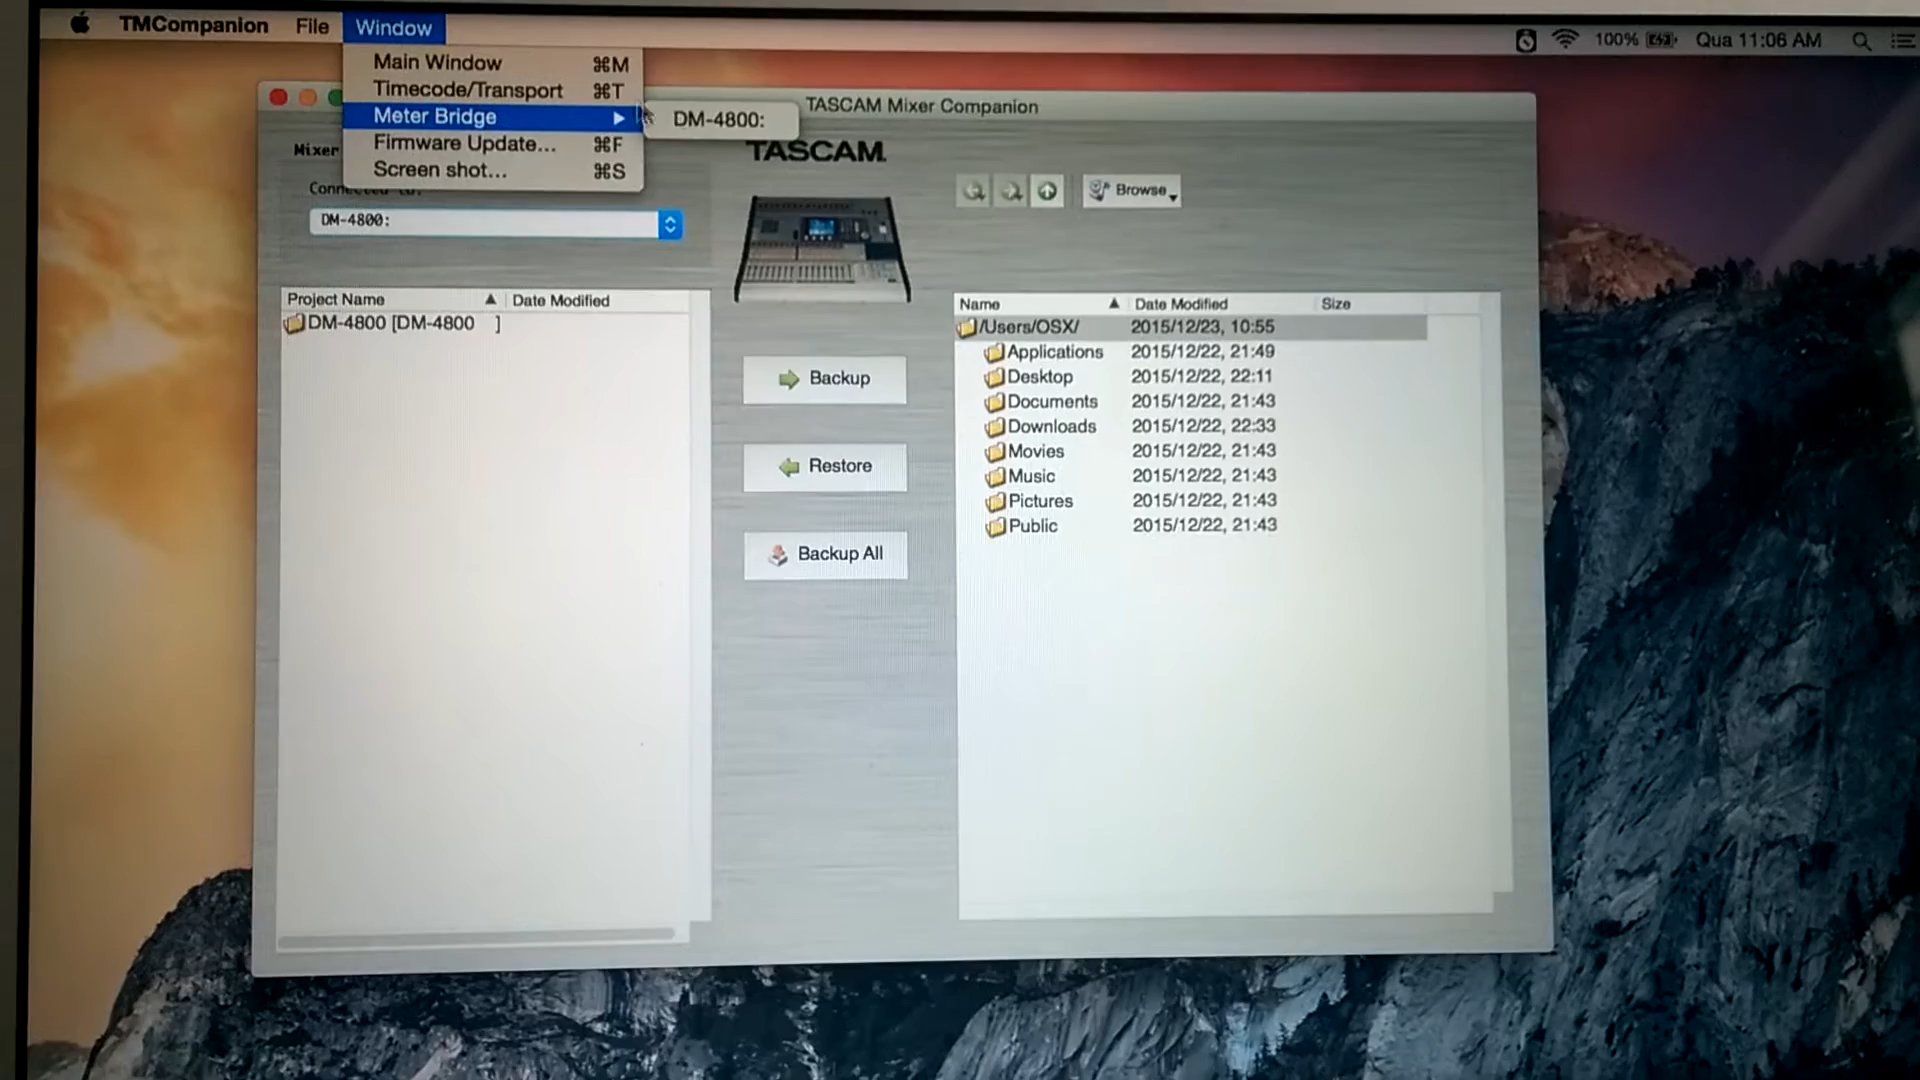 TMCompanion File Window 100% Qua 11:06 AM
Main Window ⌘M
Timecode/Transport ⌘T
Meter Bridge ▶ DM-4800:
Firmware Update... ⌘F
Screen shot... ⌘S
TASCAM Mixer Companion
Mixer
TASCAM
Connected to:
DM-4800:
Browse
Project Name ▲ Date Modified
DM-4800 [DM-4800 ]
Backup
Restore
Backup All
Name ▲ Date Modified Size
/Users/OSX/ 2015/12/23, 10:55
Applications 2015/12/22, 21:49
Desktop 2015/12/22, 22:11
Documents 2015/12/22, 21:43
Downloads 2015/12/22, 22:33
Movies 2015/12/22, 21:43
Music 2015/12/22, 21:43
Pictures 2015/12/22, 21:43
Public 2015/12/22, 21:43